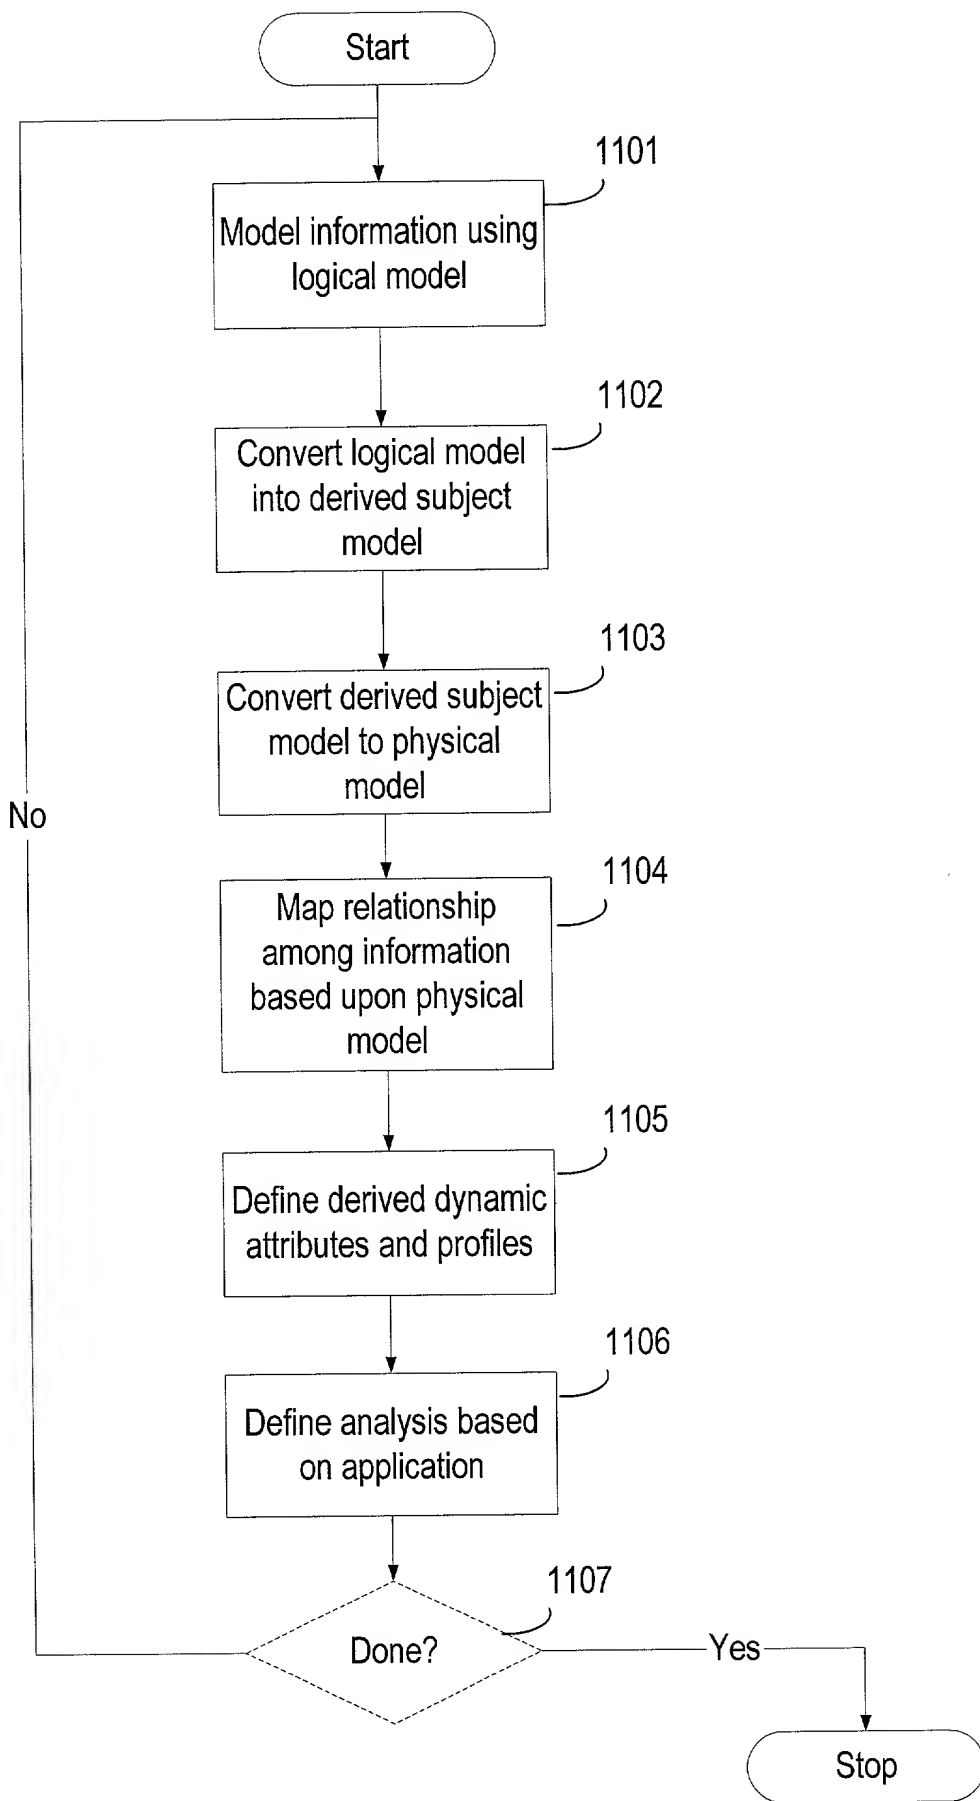 Start
1101
Model information using
logical model
1102
Convert logical model
into derived subject
model
1103
Convert derived subject
model to physical
model
No
1104
Map relationship
among information
based upon physical
model
1105
Define derived dynamic
attributes and profiles
1106
Define analysis based
on application
1107
Done?
Yes
Stop